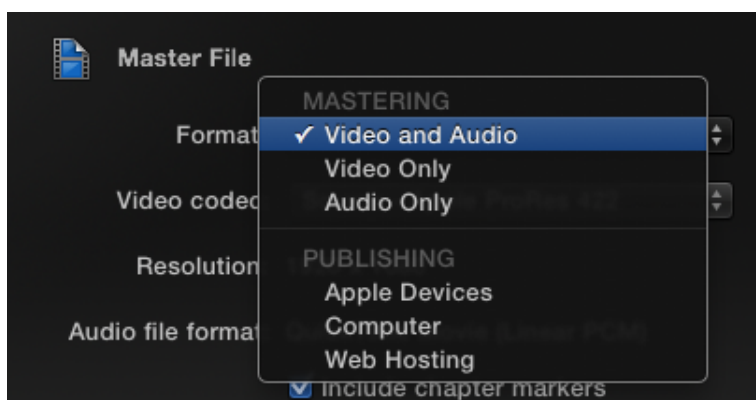 Master File
MASTERING
Format ✓ Video and Audio
Video Only
Video codec Audio Only
PUBLISHING
Resolution
Apple Devices
Audio file format Computer
Web Hosting
Include chapter markers